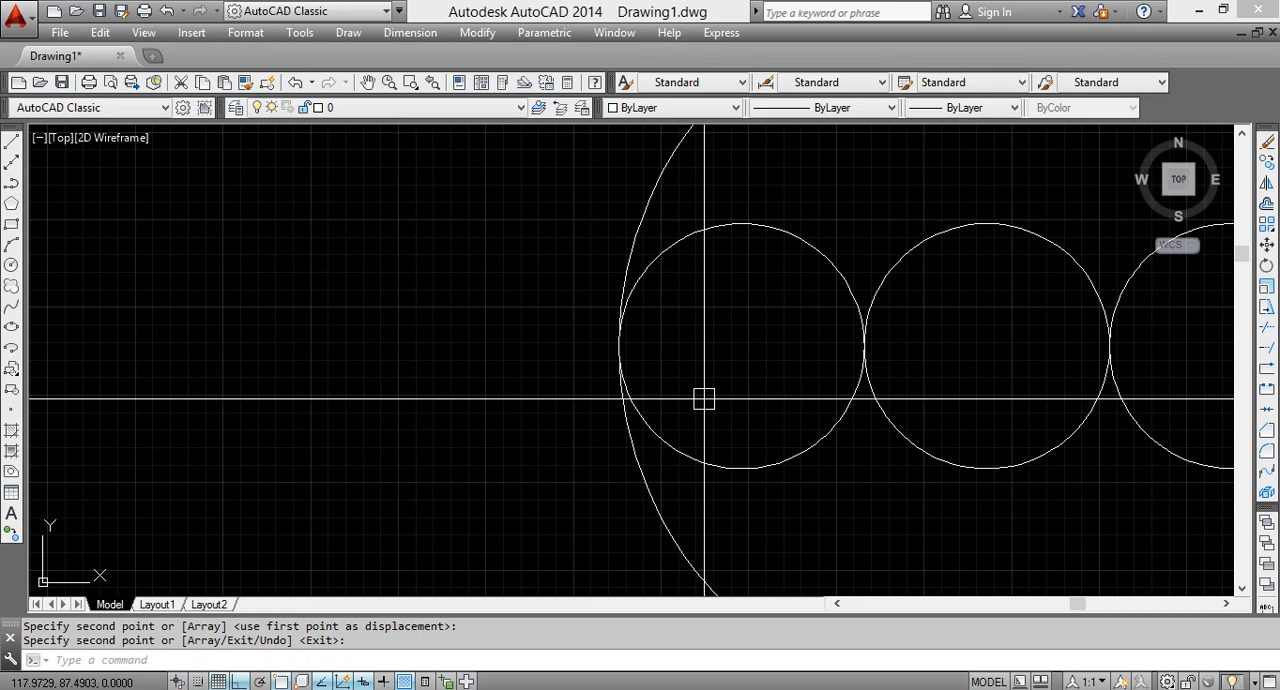 AutoCAD Classic
Autodesk AutoCAD 2014 Drawing1.dwg
Type a keyword or phrase
Sign In
File Edit View Insert Format Tools Draw Dimension Modify Parametric Window Help Express
Drawing1*
Standard Standard Standard Standard
AutoCAD Classic 0 ByLayer ByLayer ByLayer ByColor
[−][Top][2D Wireframe]
N
W TOP E
S
WCS
Y
X
Model Layout1 Layout2
Specify second point or [Array] <use first point as displacement>:
Specify second point or [Array/Exit/Undo] <Exit>:
Type a command
117.9729, 87.4903, 0.0000 MODEL 1:1